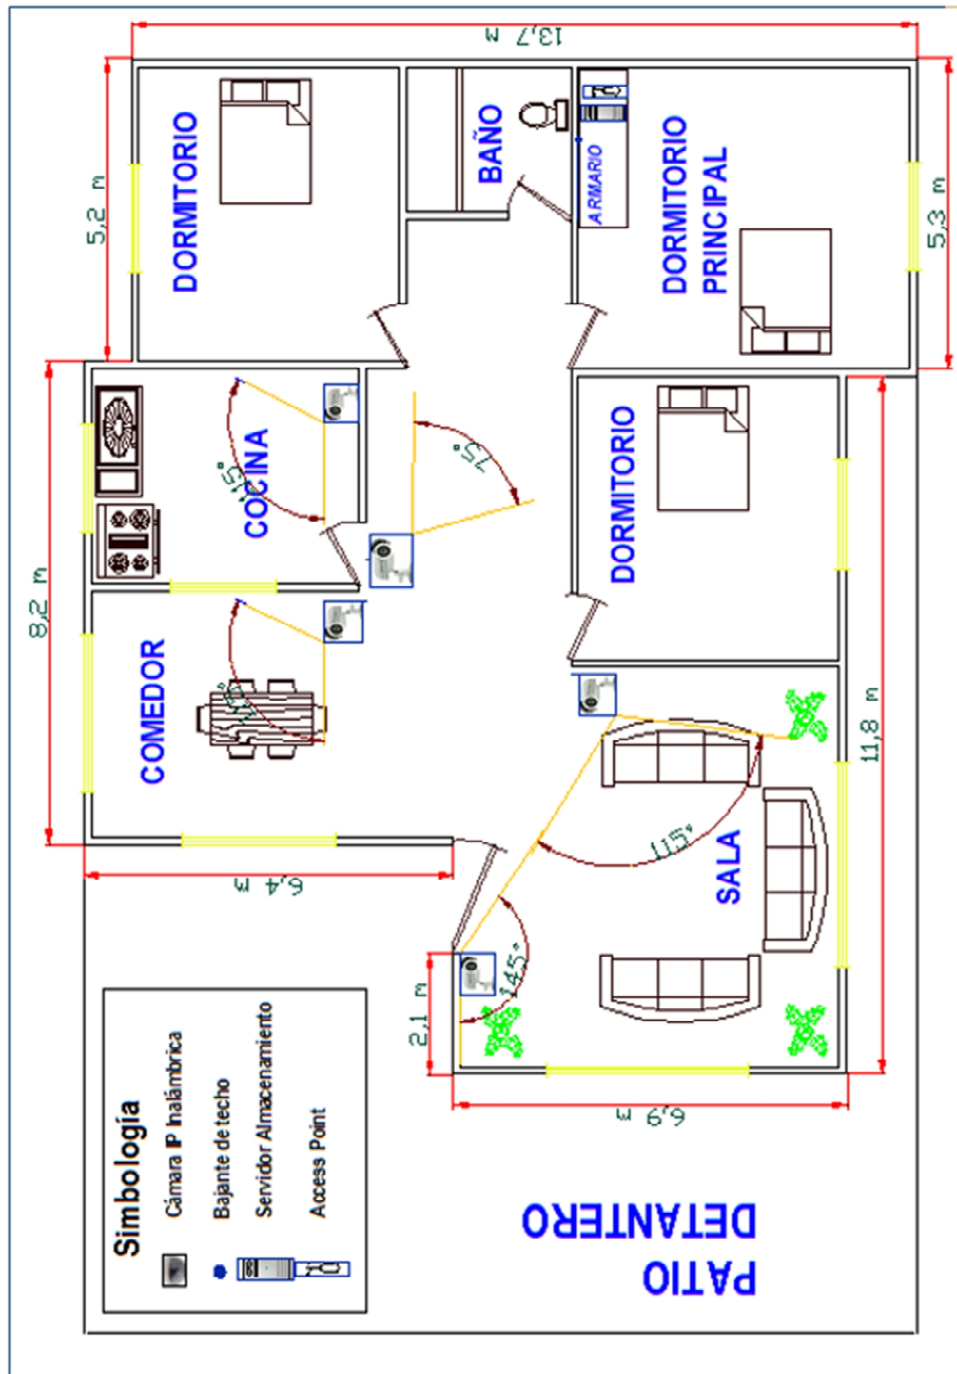 13,7 m
5,2 m
DORMITORIO
BAÑO
ARMARIO
DORMITORIO
PRINCIPAL
5,3 m
8,2 m
115°
COCINA
75°
DORMITORIO
COMEDOR
115°
11,8 m
115°
SALA
6,4 m
145°
2,1 m
6,9 m
Simbología
Cámara IP Inalámbrica
Bajante de techo
Servidor Almacenamiento
Access Point
PATIO
DETANTERO